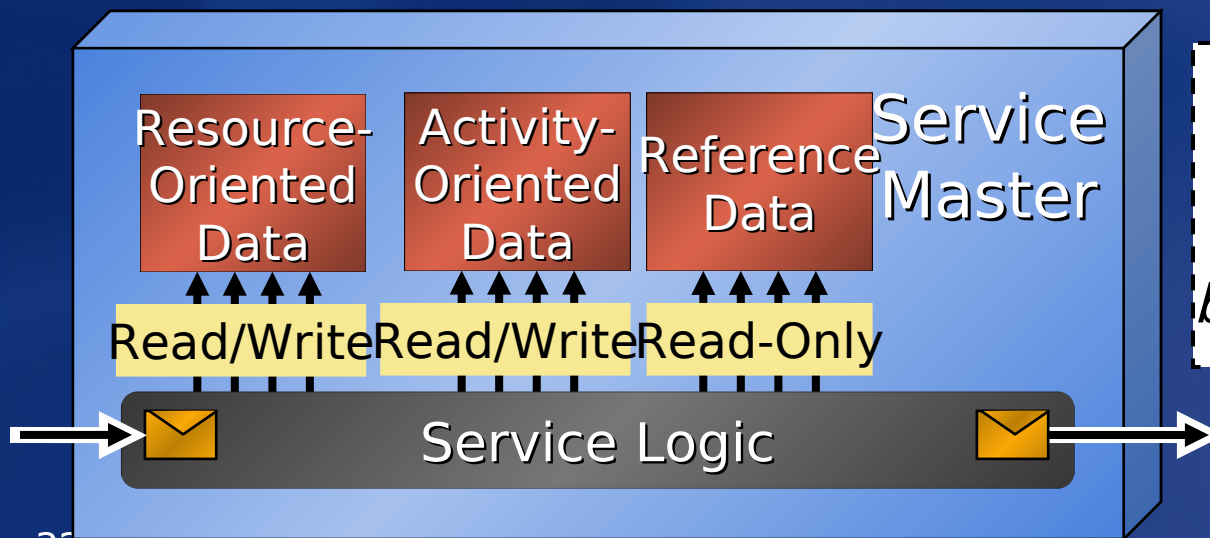 Resource-
Oriented
Data
Activity-
Oriented
Data
Reference
Data
Service
Master
Read/Write
Read/Write
Read-Only
Service Logic